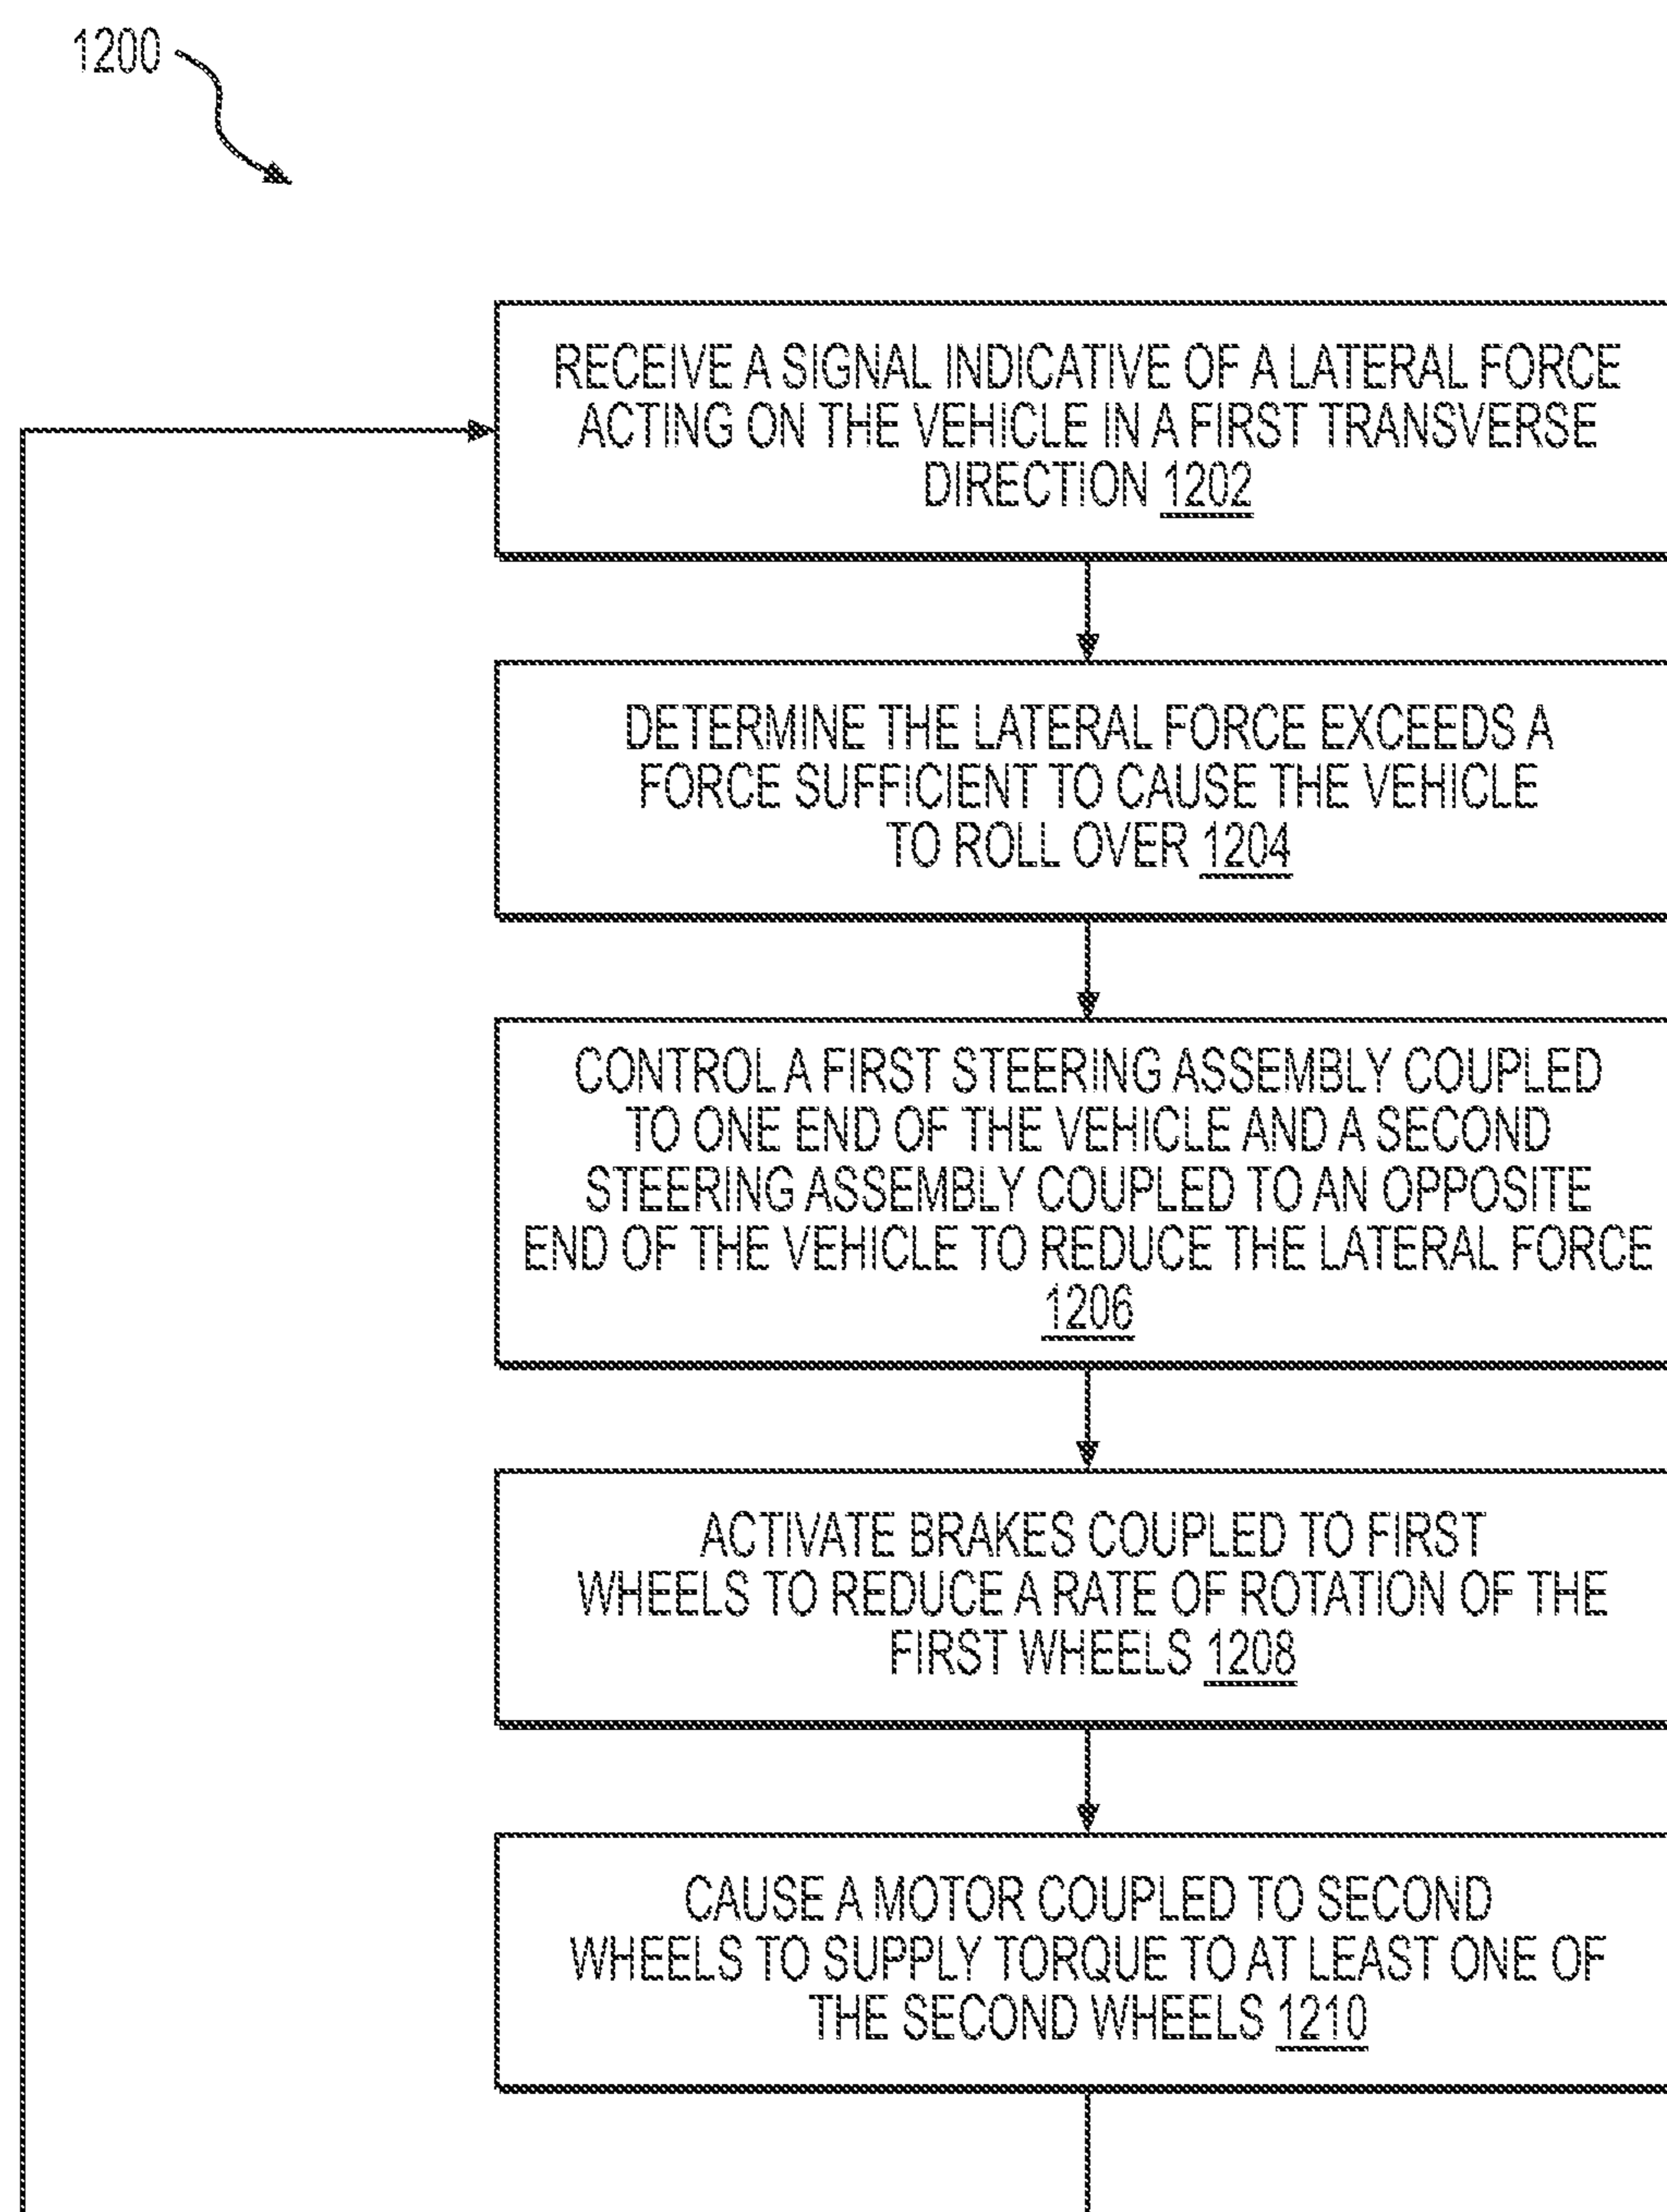 1200
RECEIVE A SIGNAL INDICATIVE OF A LATERAL FORCE
ACTING ON THE VEHICLE IN A FIRST TRANSVERSE
DIRECTION 1202
DETERMINE THE LATERAL FORCE EXCEEDS A
FORCE SUFFICIENT TO CAUSE THE VEHICLE
TO ROLL OVER 1204
CONTROL A FIRST STEERING ASSEMBLY COUPLED
TO ONE END OF THE VEHICLE AND A SECOND
STEERING ASSEMBLY COUPLED TO AN OPPOSITE
END OF THE VEHICLE TO REDUCE THE LATERAL FORCE
1206
ACTIVATE BRAKES COUPLED TO FIRST
WHEELS TO REDUCE A RATE OF ROTATION OF THE
FIRST WHEELS 1208
CAUSE A MOTOR COUPLED TO SECOND
WHEELS TO SUPPLY TORQUE TO AT LEAST ONE OF
THE SECOND WHEELS 1210